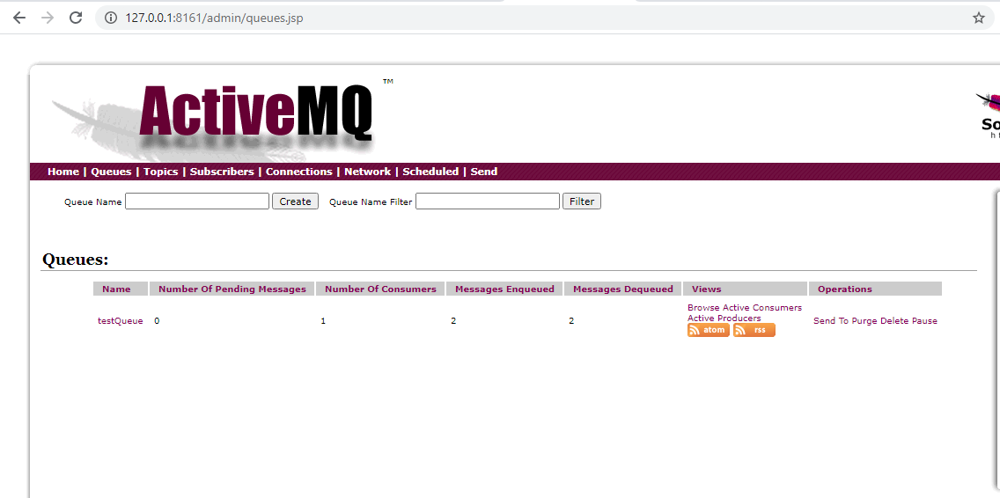 127.0.0.1:8161/admin/queues.jsp
ActiveMQ™
So
Home | Queues | Topics | Subscribers | Connections | Network | Scheduled | Send
Queue Name Create Queue Name Filter Filter
Queues:
Name Number Of Pending Messages Number Of Consumers Messages Enqueued Messages Dequeued Views Operations
testQueue 0 1 2 2 Browse Active Consumers
Active Producers
atom rss
Send To Purge Delete Pause